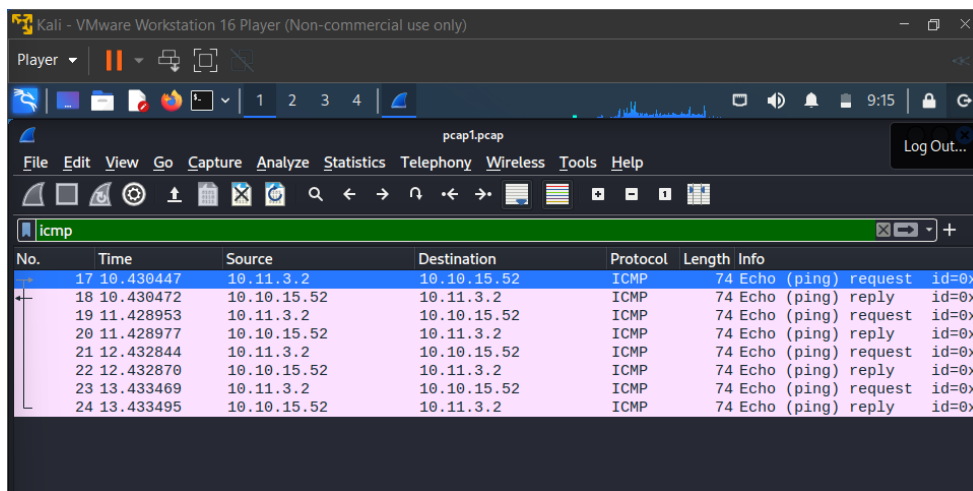 Kali - VMware Workstation 16 Player (Non-commercial use only)
Player
1 2 3 4 9:15
pcap1.pcap
Log Out...
File Edit View Go Capture Analyze Statistics Telephony Wireless Tools Help
icmp
No. Time Source Destination Protocol Length Info
17 10.430447 10.11.3.2 10.10.15.52 ICMP 74 Echo (ping) request id=0x
18 10.430472 10.10.15.52 10.11.3.2 ICMP 74 Echo (ping) reply id=0x
19 11.428953 10.11.3.2 10.10.15.52 ICMP 74 Echo (ping) request id=0x
20 11.428977 10.10.15.52 10.11.3.2 ICMP 74 Echo (ping) reply id=0x
21 12.432844 10.11.3.2 10.10.15.52 ICMP 74 Echo (ping) request id=0x
22 12.432870 10.10.15.52 10.11.3.2 ICMP 74 Echo (ping) reply id=0x
23 13.433469 10.11.3.2 10.10.15.52 ICMP 74 Echo (ping) request id=0x
24 13.433495 10.10.15.52 10.11.3.2 ICMP 74 Echo (ping) reply id=0x